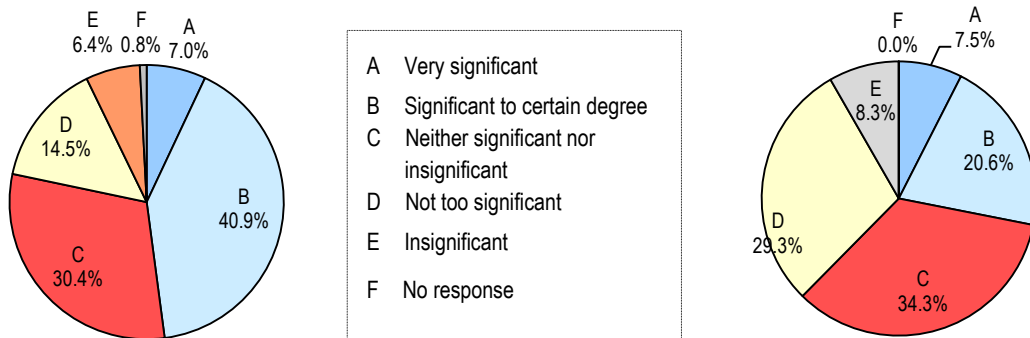 E
6.4%
F
0.8%
A
7.0%
B
40.9%
C
30.4%
D
14.5%
A Very significant
B Significant to certain degree
C Neither significant nor
insignificant
D Not too significant
E Insignificant
F No response
F
0.0%
A
7.5%
B
20.6%
C
34.3%
D
29.3%
E
8.3%